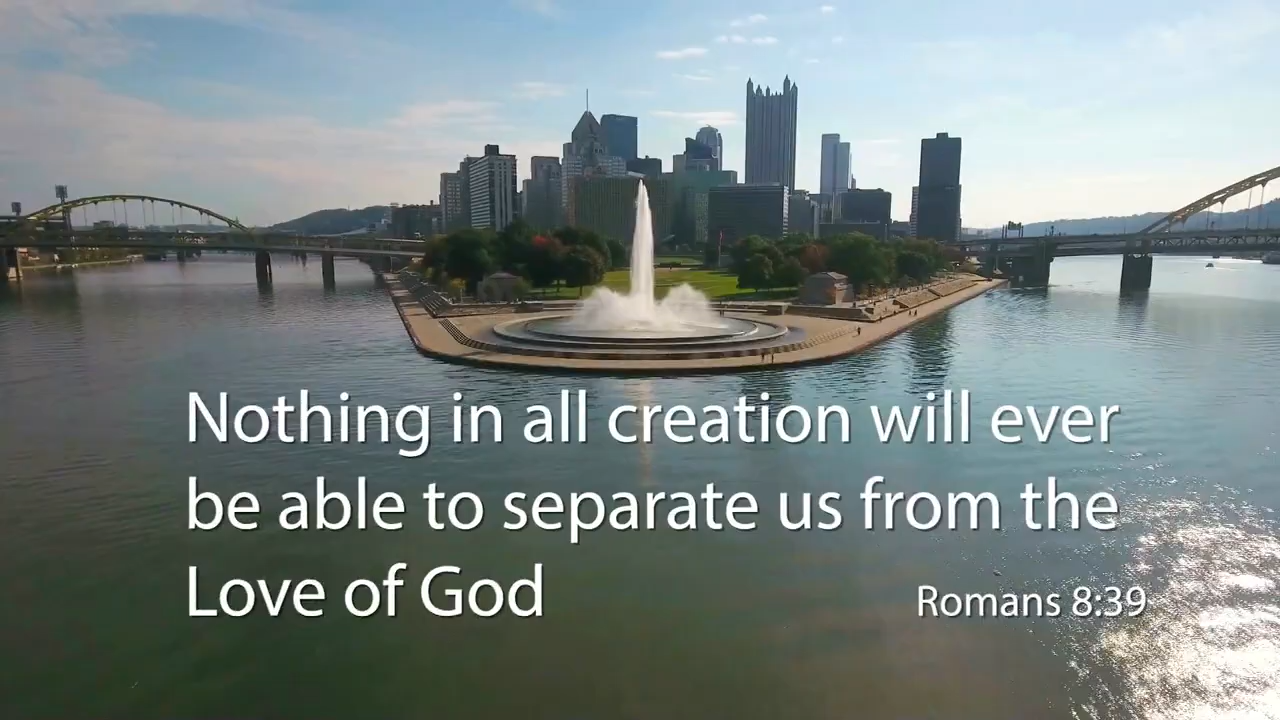 Nothing in all creation will ever
be able to separate us from the
Love of God
Romans 8:39